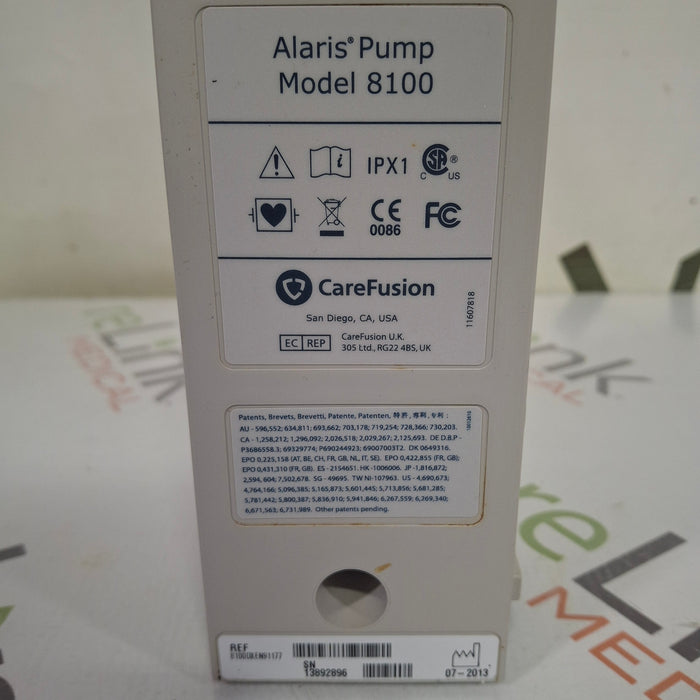 Alaris® Pump
Model 8100
IPX1
CSA®
C US
CE
0086
FC
CareFusion
San Diego, CA, USA
EC REP
CareFusion U.K.
305 Ltd., RG22 4BS, UK
11607818
Patents, Brevets, Brevetti, Patente, Patenten, 特許, 專利, 专利 :
AU - 596,552; 634,811; 693,662; 703,178; 719,254; 728,366; 730,203.
CA - 1,258,212; 1,296,092; 2,026,518; 2,029,267; 2,125,693. DE D.B.P -
P3686558.3; 69329774; P690244923; 69007003T2. DK 0649316.
EPO 0,225,158 (AT, BE, CH, FR, GB, NL, IT, SE). EPO 0,422,855 (FR, GB);
EPO 0,431,310 (FR, GB). ES - 2154651. HK -1006006. JP -1,816,872;
2,594,604; 7,502,678. SG - 49695. TW NI-107963. US - 4,690,673;
4,764,166; 5,096,385; 5,165,873; 5,601,445; 5,713,856; 5,681,285;
5,781,442; 5,800,387; 5,836,910; 5,941,846; 6,267,559; 6,269,340;
6,671,563; 6,731,989. Other patents pending.
REF
SN
13892896
07-2013
reLink
MEDICAL